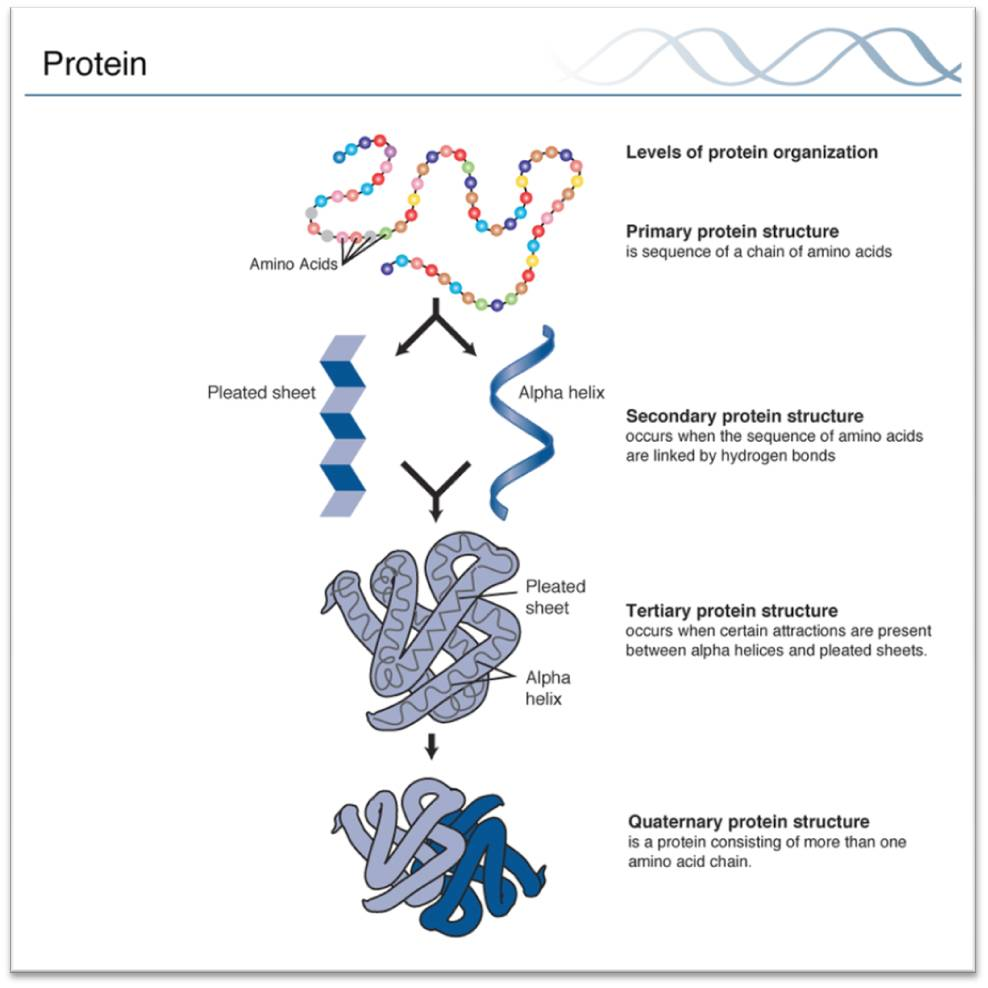 Protein
Levels of protein organization
Primary protein structure
is sequence of a chain of amino acids
Amino Acids
Pleated sheet
Alpha helix
Secondary protein structure
occurs when the sequence of amino acids
are linked by hydrogen bonds
Pleated
sheet
Alpha
helix
Tertiary protein structure
occurs when certain attractions are present
between alpha helices and pleated sheets.
Quaternary protein structure
is a protein consisting of more than one
amino acid chain.